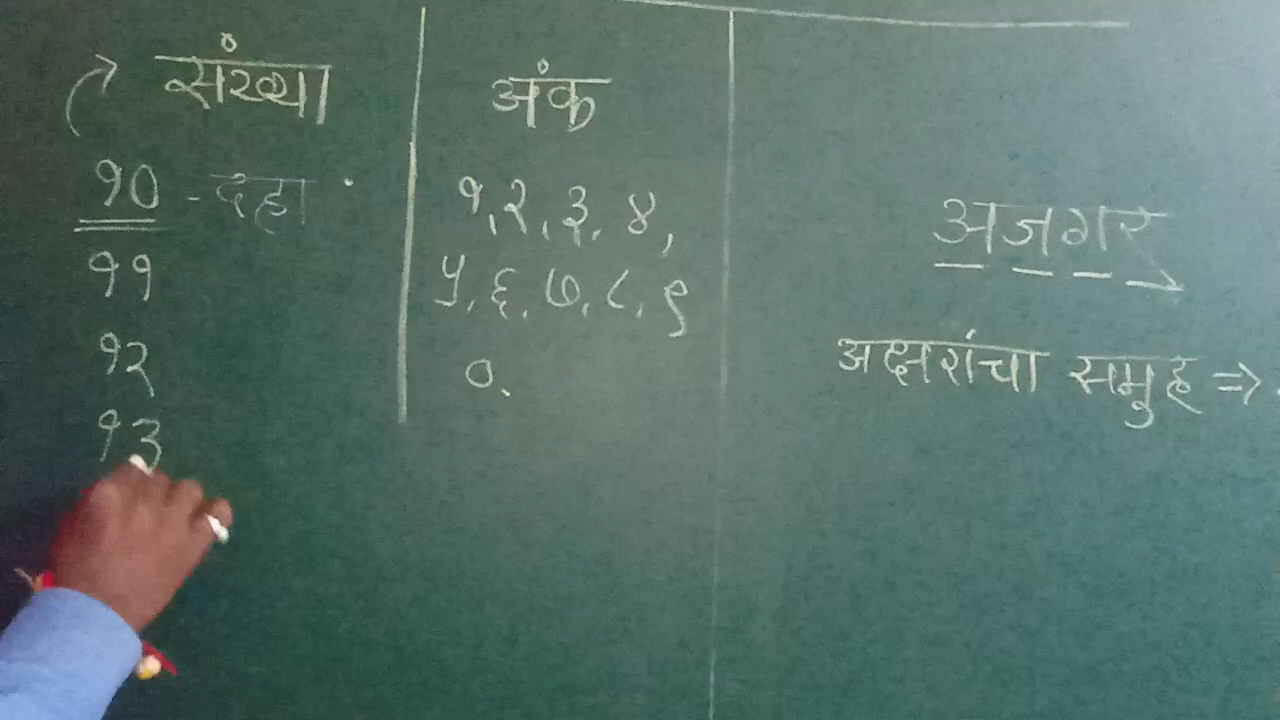 संख्या
१० - दहा
११
१२
१३
अंक
१, २, ३, ४,
५, ६, ७, ८, ९
०.
अजगर
अक्षरांचा समुह =>